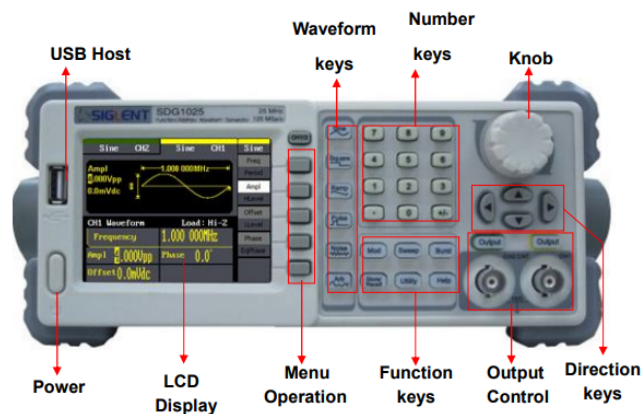 Waveform
keys
Number
keys
USB Host
Knob
SIGLENT SDG1025 25 MHz
Function/Arbitrary Waveform Generator 125 MSa/s
Sine CH2 Sine CH1 Sine
CH1/2
Freq
Period
Ampl
HLevel
Offset
LLevel
Phase
EqPhase
Ampl
.000Vpp
0.0mVdc
1.000 000MHz
CH1 Waveform Load:Hi-Z
Frequency 1.000 000MHz
Ampl .000Vpp Phase 0.0°
Offset 0.0mVdc
Sine
Square
Ramp
Pulse
Noise
Arb
7 8 9
4 5 6
1 2 3
. 0 +/-
Mod Sweep Burst
Store/Recall Utility Help
Output Output
CH1
Power
LCD
Display
Menu
Operation
Function
keys
Output
Control
Direction
keys